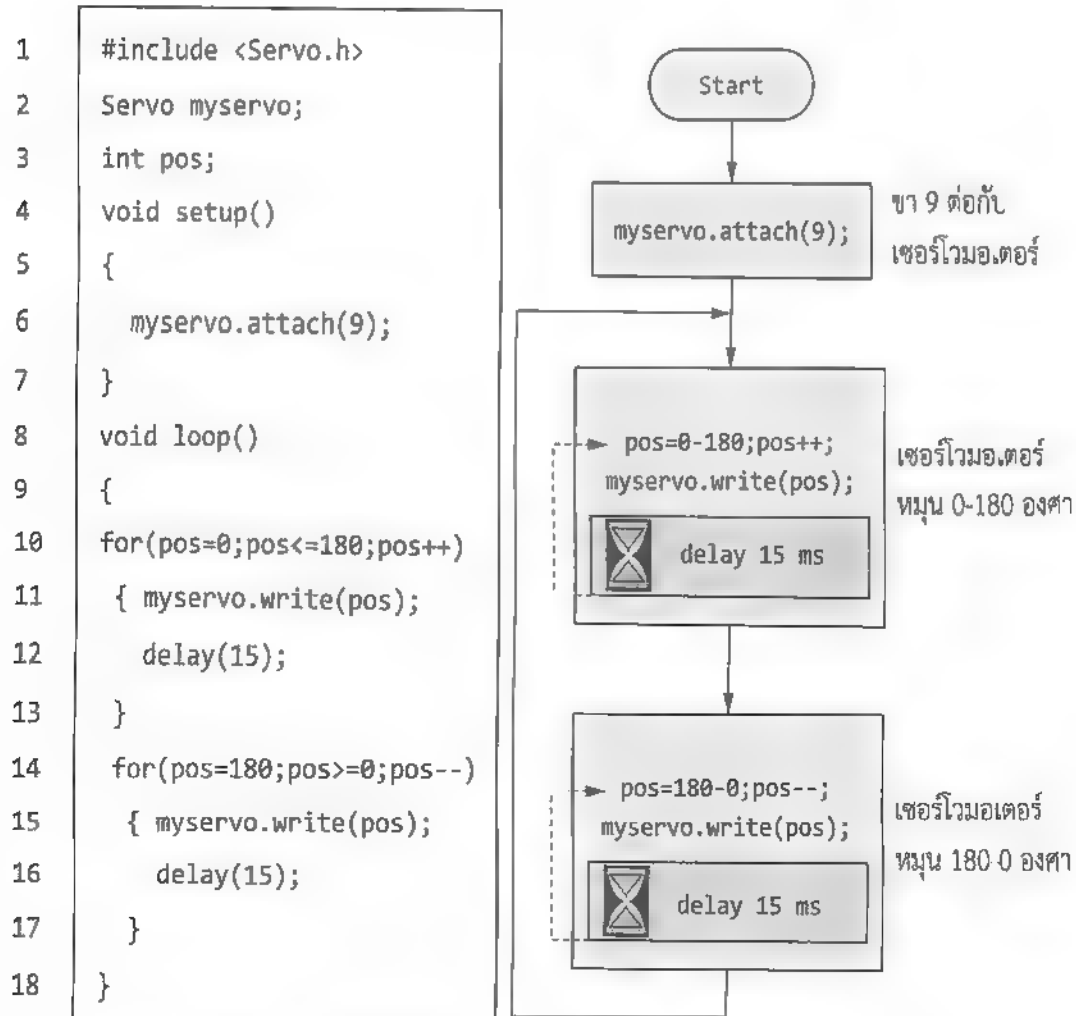 1 #include <Servo.h>
2 Servo myservo;
3 int pos;
4 void setup()
5 {
6 myservo.attach(9);
7 }
8 void loop()
9 {
10 for(pos=0;pos<=180;pos++)
11 { myservo.write(pos);
12 delay(15);
13 }
14 for(pos=180;pos>=0;pos--)
15 { myservo.write(pos);
16 delay(15);
17 }
18 }
Start
myservo.attach(9);
ขา 9 ต่อกับ
เซอร์โวมอเตอร์
pos=0-180;pos++;
myservo.write(pos);
delay 15 ms
เซอร์โวมอเตอร์
หมุน 0-180 องศา
pos=180-0;pos--;
myservo.write(pos);
delay 15 ms
เซอร์โวมอเตอร์
หมุน 180 0 องศา